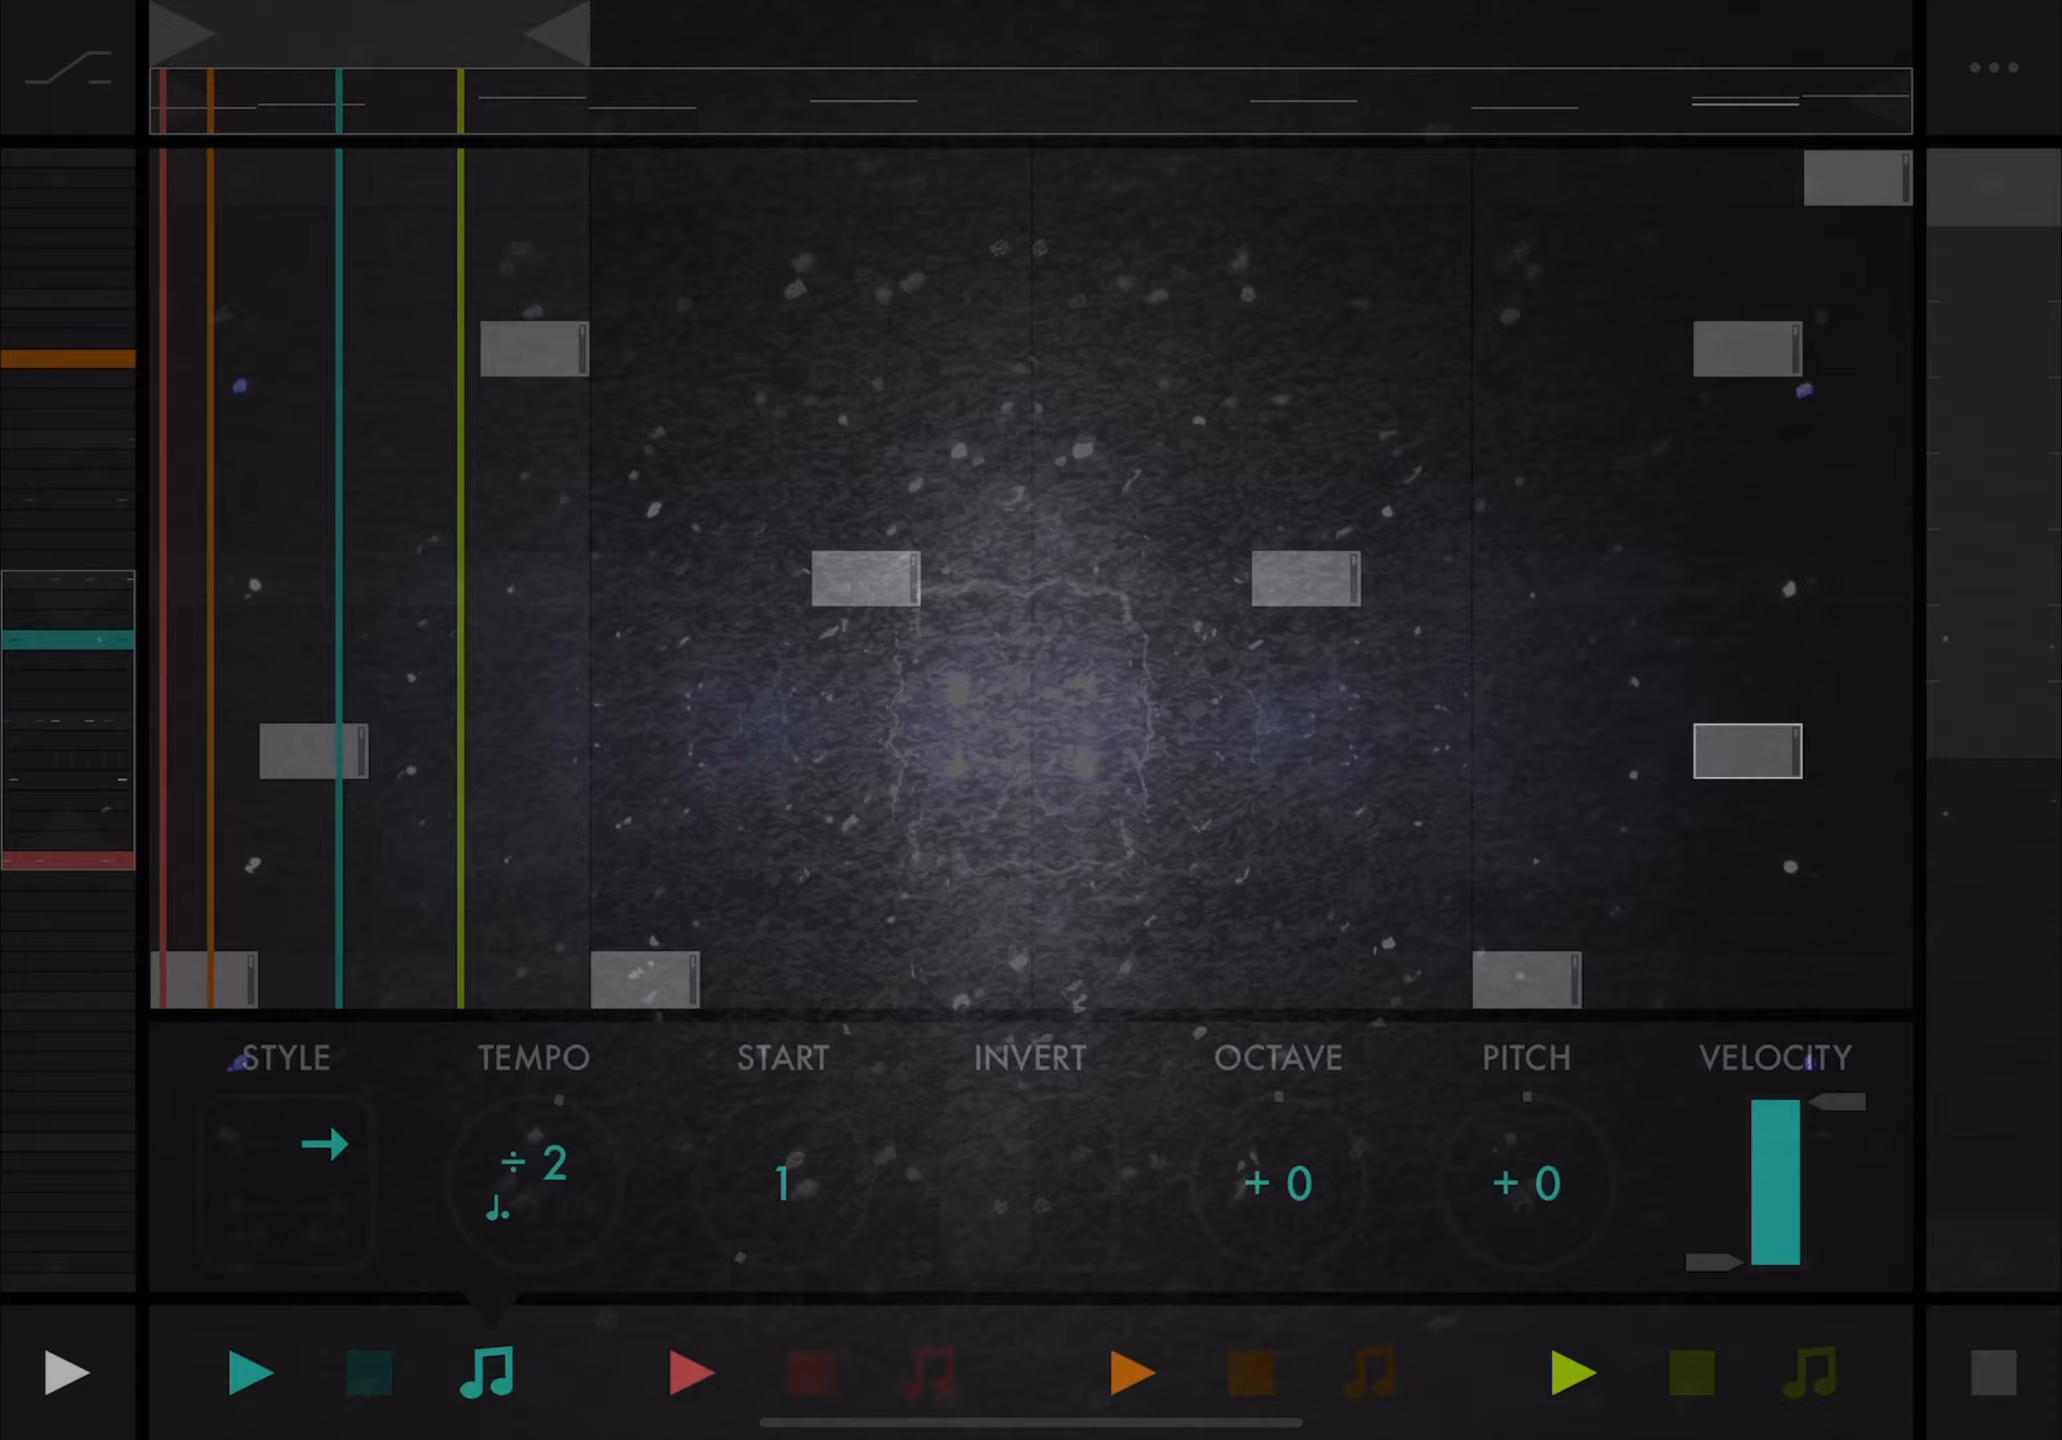 STYLE TEMPO START INVERT OCTAVE PITCH VELOCITY
÷ 2
1 + 0 + 0